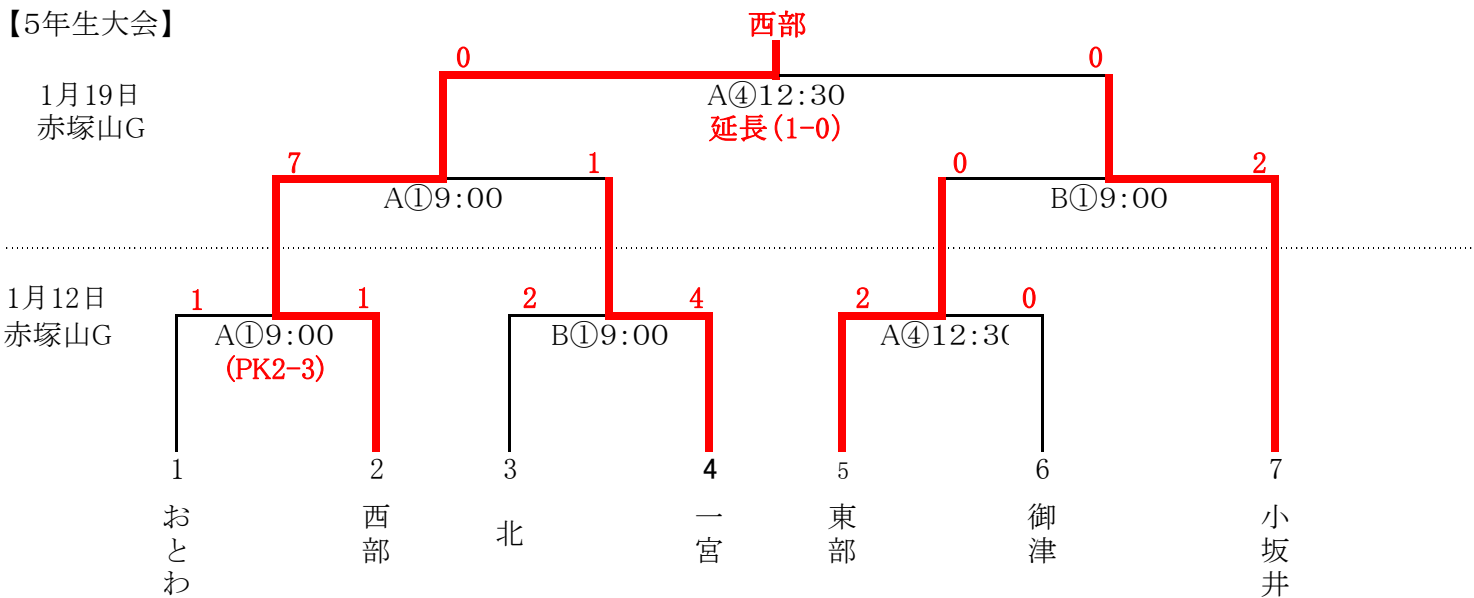 【5年生大会】
西部
0
0
1月19日
赤塚山G
A④12:30
延長(1-0)
7
1
0
2
A①9:00
B①9:00
1月12日
赤塚山G
1
1
2
4
2
0
A①9:00
B①9:00
A④12:30
(PK2-3)
1
2
3
4
5
6
7
おとわ
西部
北
一宮
東部
御津
小坂井